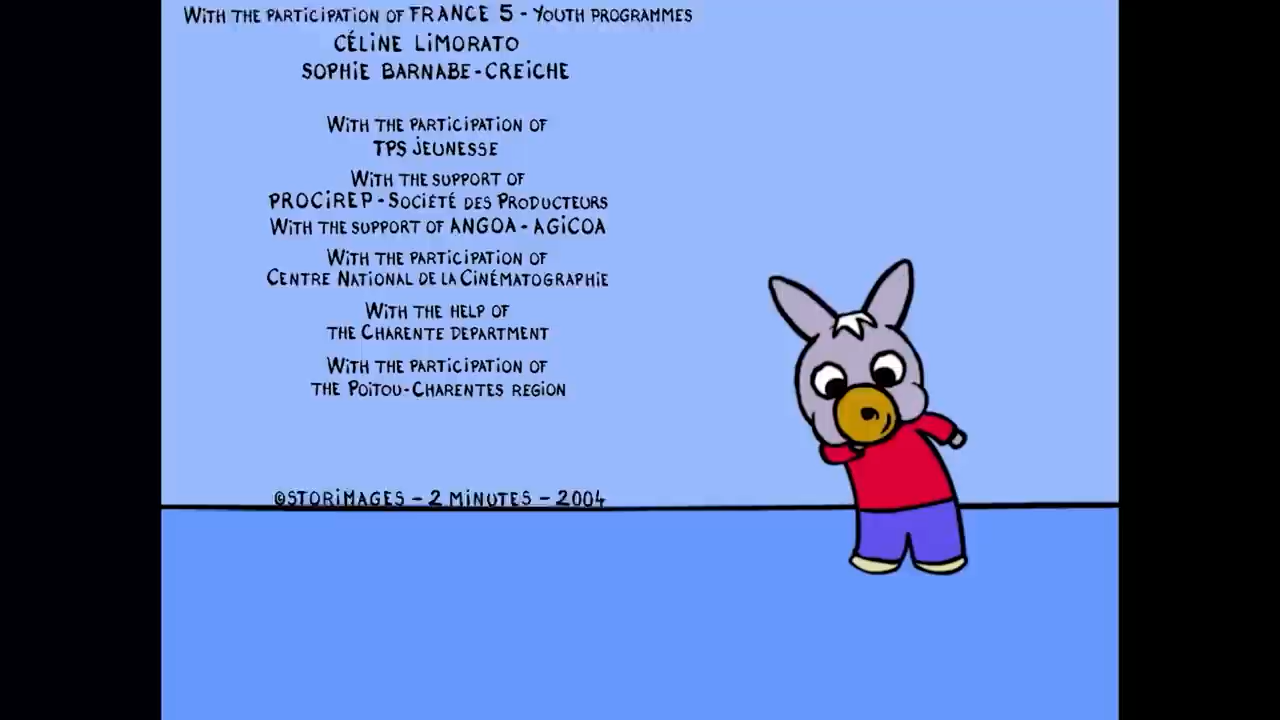 WITH THE PARTICIPATION OF FRANCE 5 - YOUTH PROGRAMMES
CÉLINE LIMORATO
SOPHIE BARNABE-CREICHE
WITH THE PARTICIPATION OF
TPS JEUNESSE
WITH THE SUPPORT OF
PROCIREP - SOCIÉTÉ DES PRODUCTEURS
WITH THE SUPPORT OF ANGOA - AGICOA
WITH THE PARTICIPATION OF
CENTRE NATIONAL DE LA CINÉMATOGRAPHIE
WITH THE HELP OF
THE CHARENTE DEPARTMENT
WITH THE PARTICIPATION OF
THE POITOU-CHARENTES REGION
©STORIMAGES - 2 MINUTES - 2004